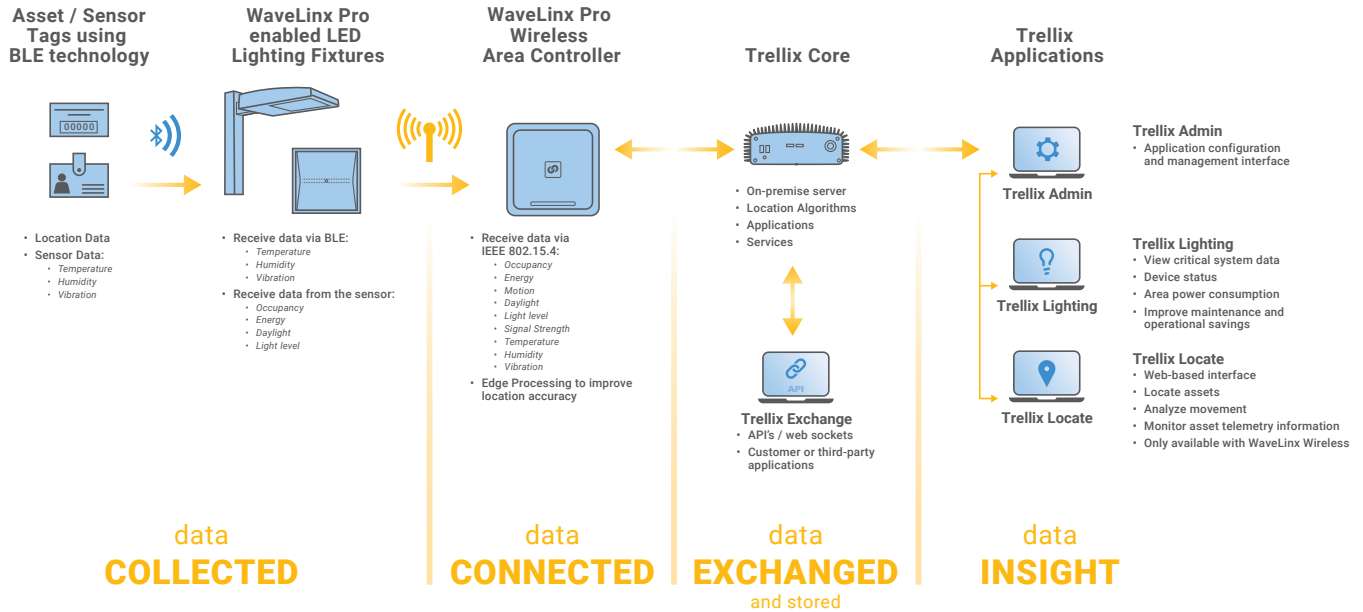 Asset / Sensor
Tags using
BLE technology
WaveLinx Pro
enabled LED
Lighting Fixtures
WaveLinx Pro
Wireless
Area Controller
Trellix Core
Trellix
Applications
00000
• Location Data
• Sensor Data:
• Temperature
• Humidity
• Vibration
• Receive data via BLE:
• Temperature
• Humidity
• Vibration
• Receive data from the sensor:
• Occupancy
• Energy
• Daylight
• Light level
• Receive data via
IEEE 802.15.4:
• Occupancy
• Energy
• Motion
• Daylight
• Light level
• Signal Strength
• Temperature
• Humidity
• Vibration
• Edge Processing to improve
location accuracy
• On-premise server
• Location Algorithms
• Applications
• Services
API
Trellix Exchange
• API's / web sockets
• Customer or third-party
applications
Trellix Admin
Trellix Admin
• Application configuration
and management interface
Trellix Lighting
Trellix Lighting
• View critical system data
• Device status
• Area power consumption
• Improve maintenance and
operational savings
Trellix Locate
Trellix Locate
• Web-based interface
• Locate assets
• Analyze movement
• Monitor asset telemetry information
• Only available with WaveLinx Wireless
data
COLLECTED
data
CONNECTED
data
EXCHANGED
and stored
data
INSIGHT